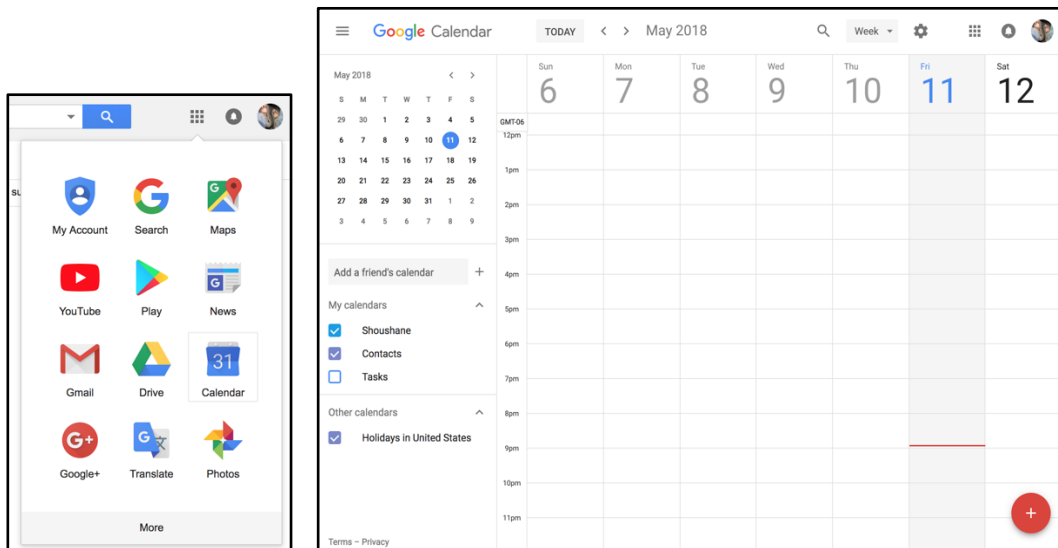 SU
My Account Search Maps
G
YouTube Play News
G
Gmail Drive Calendar
31
Google+ Translate Photos
G+
G 文
More
Google Calendar TODAY May 2018 Week
May 2018
S M T W T F S
29 30 1 2 3 4 5
6 7 8 9 10 11 12
13 14 15 16 17 18 19
20 21 22 23 24 25 26
27 28 29 30 31 1 2
3 4 5 6 7 8 9
Add a friend's calendar +
My calendars
Shoushane
Contacts
Tasks
Other calendars
Holidays in United States
Terms – Privacy
Sun Mon Tue Wed Thu Fri Sat
6 7 8 9 10 11 12
GMT-06
12pm
1pm
2pm
3pm
4pm
5pm
6pm
7pm
8pm
9pm
10pm
11pm
+